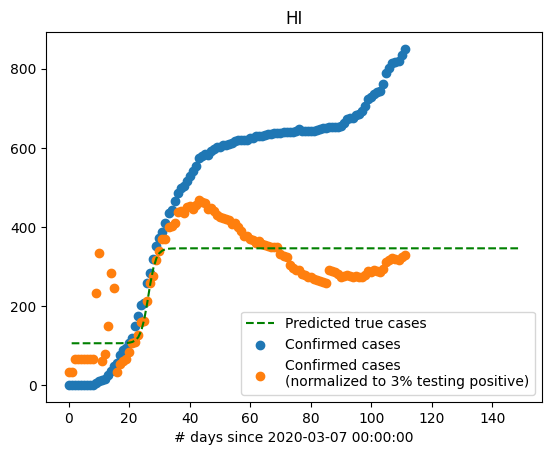 HI
800
600
400
200
0
Predicted true cases
Confirmed cases
Confirmed cases
(normalized to 3% testing positive)
0 20 40 60 80 100 120 140
# days since 2020-03-07 00:00:00